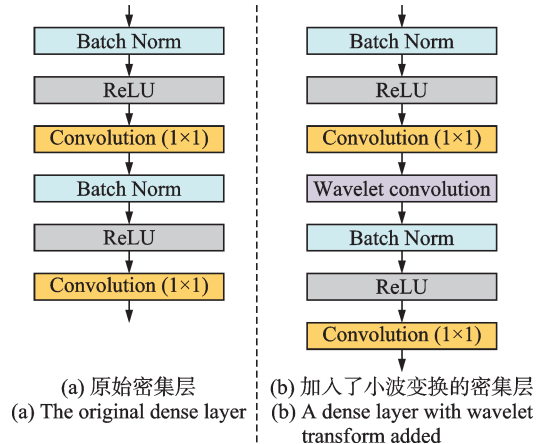 Batch Norm
ReLU
Convolution (1×1)
Batch Norm
ReLU
Convolution (1×1)
(a) 原始密集层
(a) The original dense layer
Batch Norm
ReLU
Convolution (1×1)
Wavelet convolution
Batch Norm
ReLU
Convolution (1×1)
(b) 加入了小波变换的密集层
(b) A dense layer with wavelet
transform added